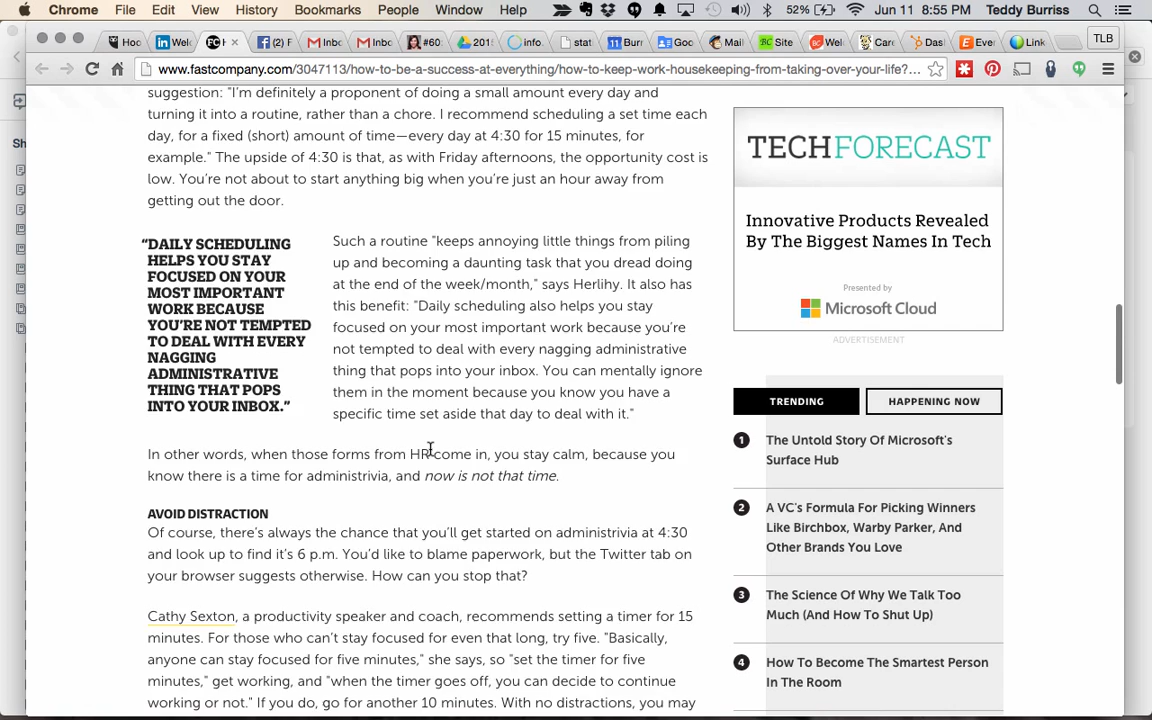 Chrome File Edit View History Bookmarks People Window Help 52% Jun 11 8:55 PM Teddy Burriss
Hoo Welc H (2) F Inbo Inbo #60 2015 info. stat Burr Goo Mail Site Wel Care Das Eve Link TLB
www.fastcompany.com/3047113/how-to-be-a-success-at-everything/how-to-keep-work-housekeeping-from-taking-over-your-life?...
suggestion: "I'm definitely a proponent of doing a small amount every day and
turning it into a routine, rather than a chore. I recommend scheduling a set time each
day, for a fixed (short) amount of time—every day at 4:30 for 15 minutes, for
example." The upside of 4:30 is that, as with Friday afternoons, the opportunity cost is
low. You're not about to start anything big when you're just an hour away from
getting out the door.
"DAILY SCHEDULING
HELPS YOU STAY
FOCUSED ON YOUR
MOST IMPORTANT
WORK BECAUSE
YOU'RE NOT TEMPTED
TO DEAL WITH EVERY
NAGGING
ADMINISTRATIVE
THING THAT POPS
INTO YOUR INBOX."
Such a routine "keeps annoying little things from piling
up and becoming a daunting task that you dread doing
at the end of the week/month," says Herlihy. It also has
this benefit: "Daily scheduling also helps you stay
focused on your most important work because you're
not tempted to deal with every nagging administrative
thing that pops into your inbox. You can mentally ignore
them in the moment because you know you have a
specific time set aside that day to deal with it."
In other words, when those forms from HR come in, you stay calm, because you
know there is a time for administrivia, and now is not that time.
AVOID DISTRACTION
Of course, there's always the chance that you'll get started on administrivia at 4:30
and look up to find it's 6 p.m. You'd like to blame paperwork, but the Twitter tab on
your browser suggests otherwise. How can you stop that?
Cathy Sexton, a productivity speaker and coach, recommends setting a timer for 15
minutes. For those who can't stay focused for even that long, try five. "Basically,
anyone can stay focused for five minutes," she says, so "set the timer for five
minutes," get working, and "when the timer goes off, you can decide to continue
working or not." If you do, go for another 10 minutes. With no distractions, you may
TECHFORECAST
Innovative Products Revealed
By The Biggest Names In Tech
Presented by
Microsoft Cloud
ADVERTISEMENT
TRENDING HAPPENING NOW
1 The Untold Story Of Microsoft's
Surface Hub
2 A VC's Formula For Picking Winners
Like Birchbox, Warby Parker, And
Other Brands You Love
3 The Science Of Why We Talk Too
Much (And How To Shut Up)
4 How To Become The Smartest Person
In The Room